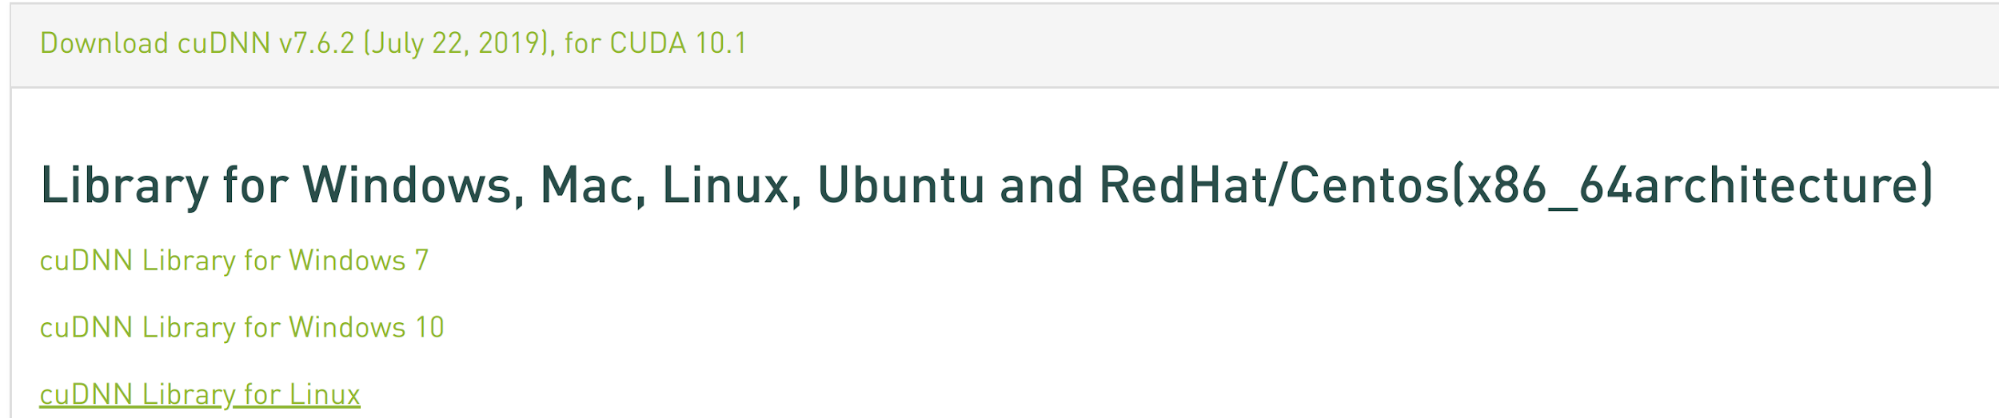 Download cuDNN v7.6.2 (July 22, 2019), for CUDA 10.1
Library for Windows, Mac, Linux, Ubuntu and RedHat/Centos(x86_64architecture)
cuDNN Library for Windows 7
cuDNN Library for Windows 10
cuDNN Library for Linux